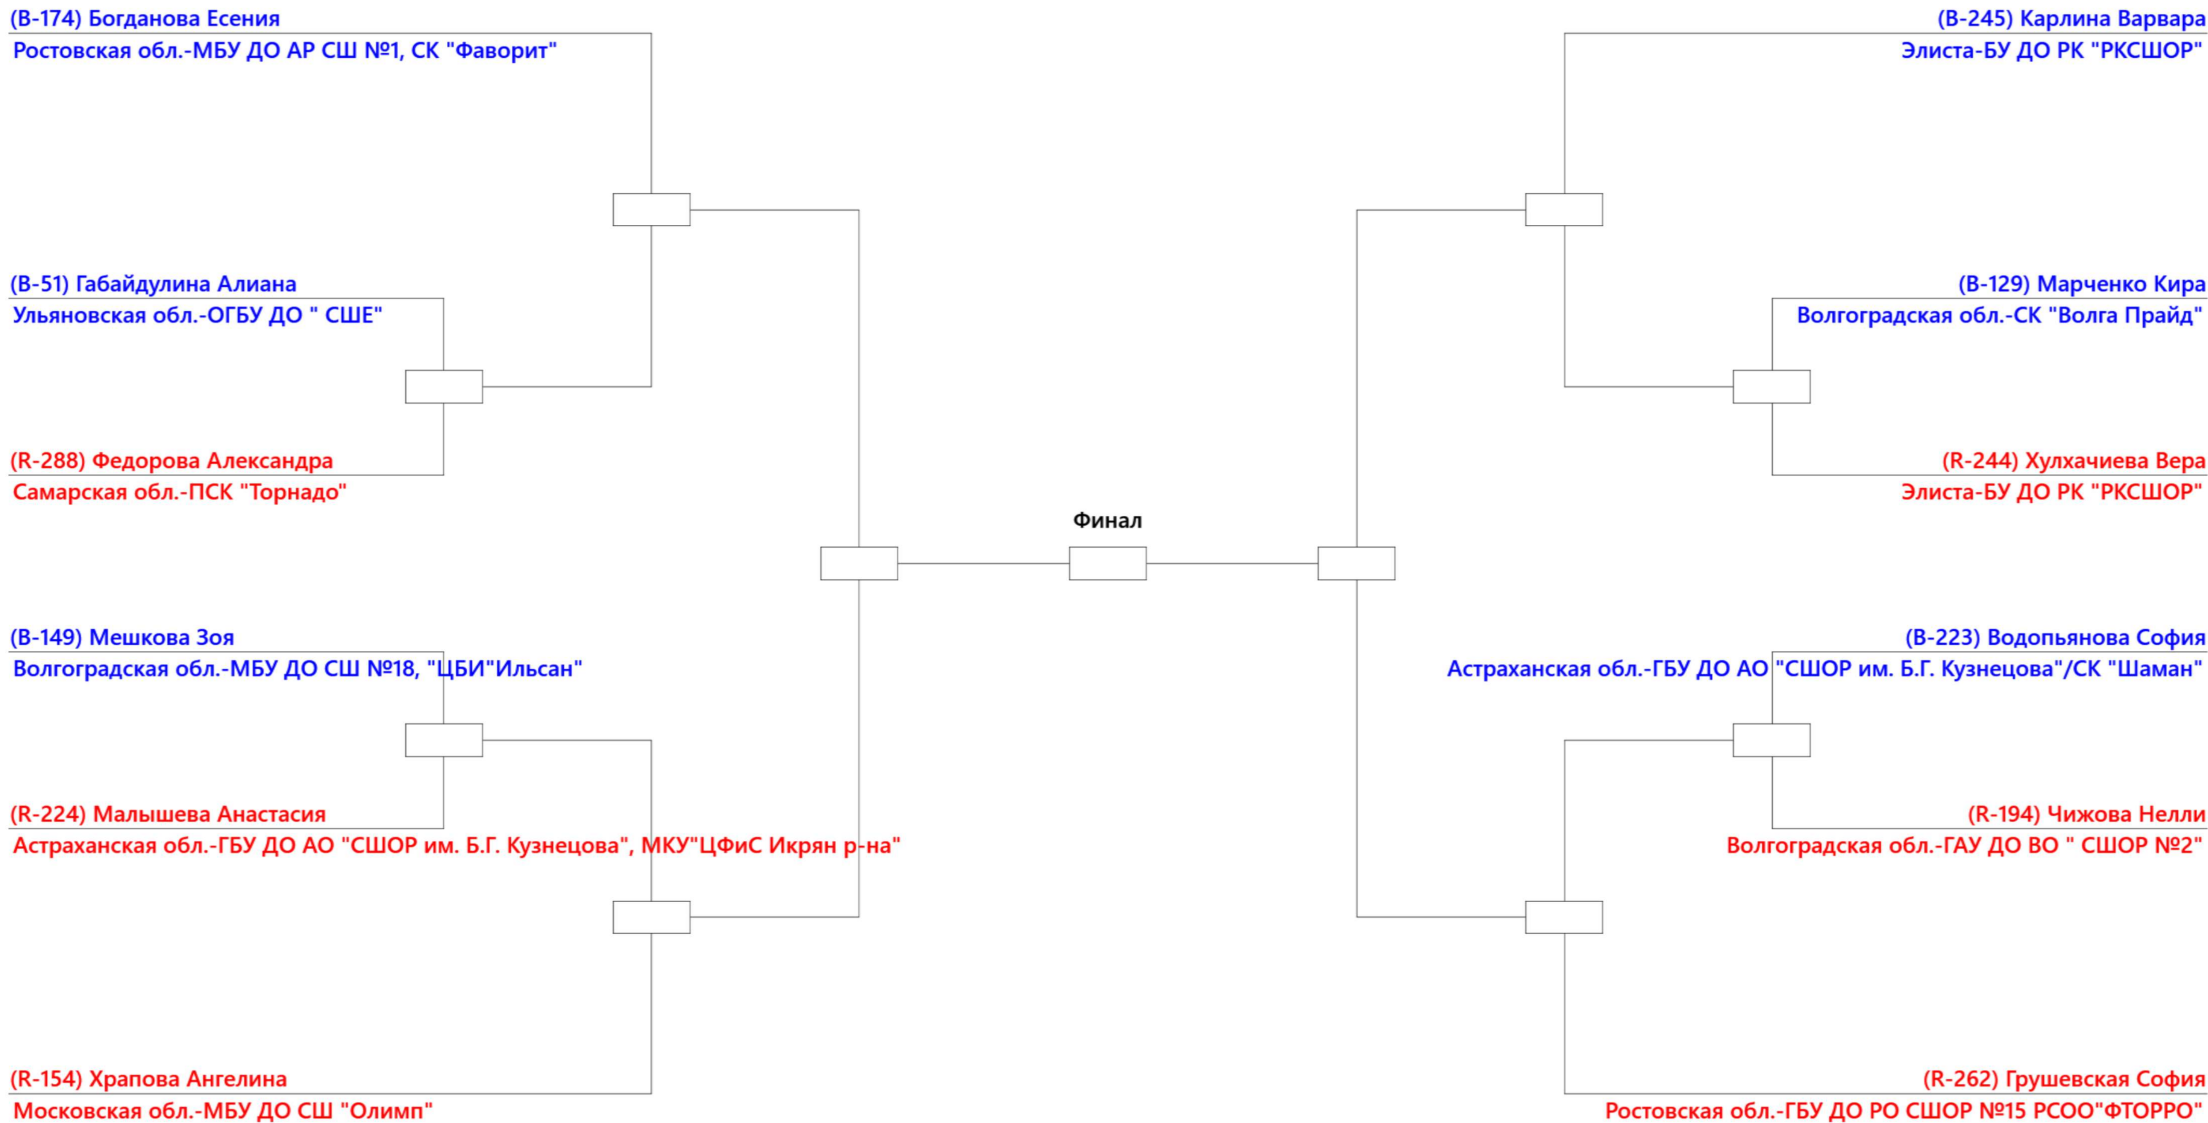 (B-174) Богданова Есения
Ростовская обл.-МБУ ДО АР СШ №1, СК "Фаворит"
(B-51) Габайдулина Алиана
Ульяновская обл.-ОГБУ ДО " СШЕ"
(R-288) Федорова Александра
Самарская обл.-ПСК "Торнадо"
(B-149) Мешкова Зоя
Волгоградская обл.-МБУ ДО СШ №18, "ЦБИ"Ильсан"
(R-224) Малышева Анастасия
Астраханская обл.-ГБУ ДО АО "СШОР им. Б.Г. Кузнецова", МКУ"ЦФиС Икрян р-на"
(R-154) Храпова Ангелина
Московская обл.-МБУ ДО СШ "Олимп"
Финал
(B-245) Карлина Варвара
Элиста-БУ ДО РК "РКСШОР"
(B-129) Марченко Кира
Волгоградская обл.-СК "Волга Прайд"
(R-244) Хулхачиева Вера
Элиста-БУ ДО РК "РКСШОР"
(B-223) Водопьянова София
Астраханская обл.-ГБУ ДО АО "СШОР им. Б.Г. Кузнецова"/СК "Шаман"
(R-194) Чижова Нелли
Волгоградская обл.-ГАУ ДО ВО " СШОР №2"
(R-262) Грушевская София
Ростовская обл.-ГБУ ДО РО СШОР №15 РСОО"ФТОРРО"